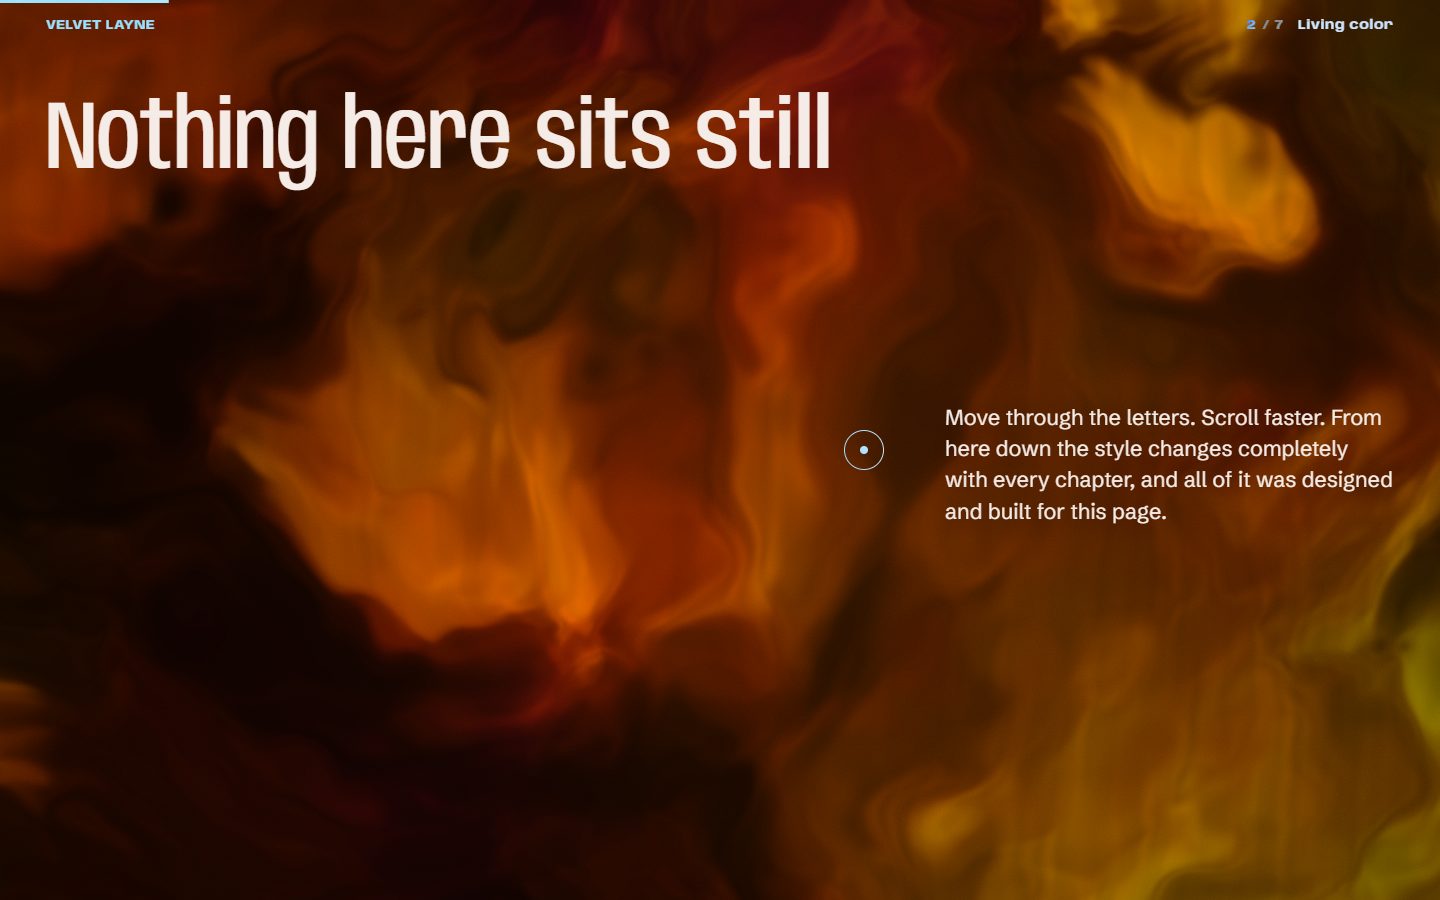 VELVET LAYNE
2 / 7 Living color
Nothing here sits still
Move through the letters. Scroll faster. From
here down the style changes completely
with every chapter, and all of it was designed
and built for this page.